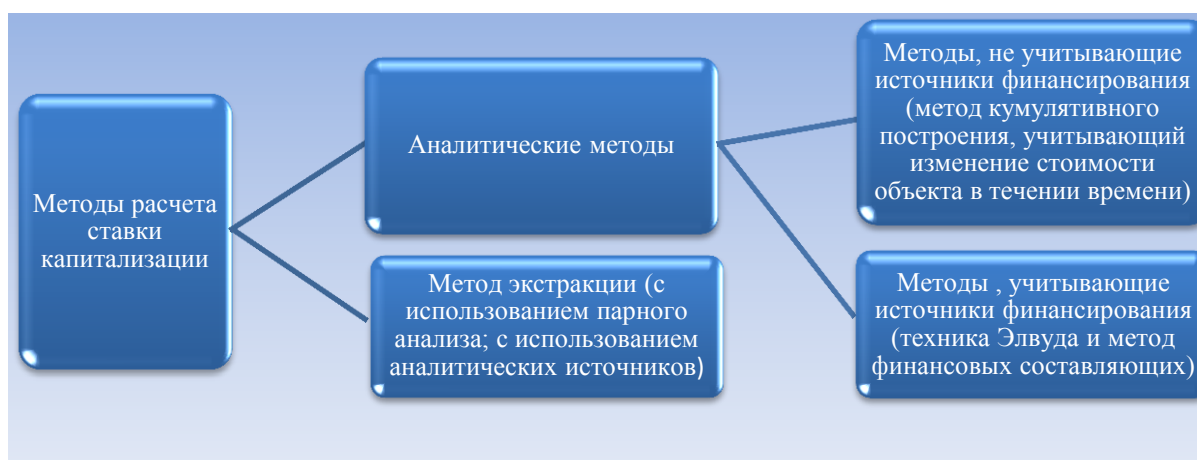 Методы расчета
ставки
капитализации
Аналитические методы
Метод экстракции (с
использованием парного
анализа; с использованием
аналитических источников)
Методы, не учитывающие
источники финансирования
(метод кумулятивного
построения, учитывающий
изменение стоимости
объекта в течении времени)
Методы , учитывающие
источники финансирования
(техника Элвуда и метод
финансовых составляющих)